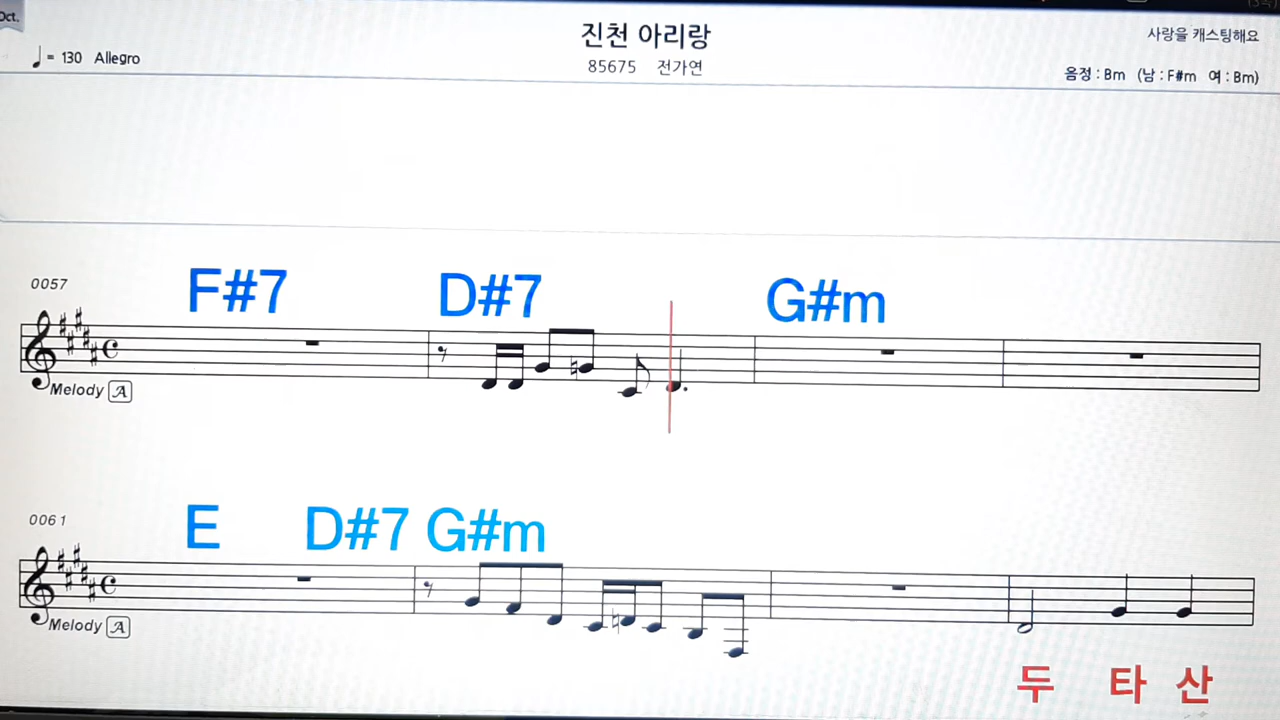 Oct.
진천 아리랑
사랑을 캐스팅해요
= 130 Allegro
85675 전가연
음정 : Bm (남 : F#m 여 : Bm)
0057
F#7 D#7 G#m
Melody A
0061
E D#7 G#m
Melody A
두 타 산